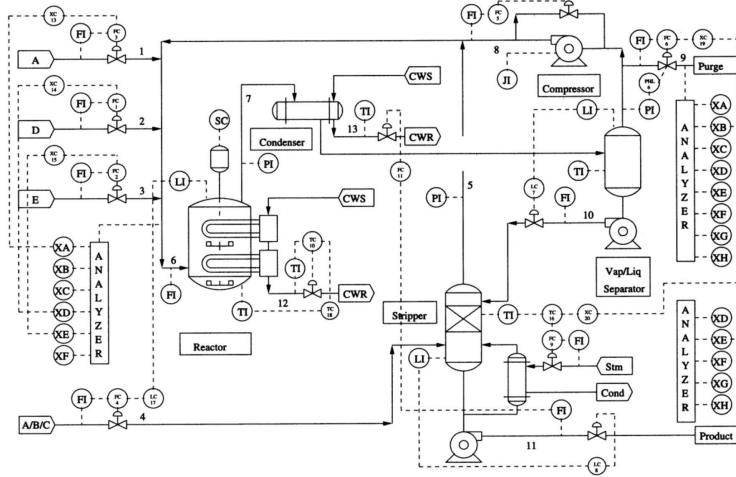 XC 13
FI
FC 3
1
A
XC 14
FI
FC 1
2
D
XC 15
FI
FC 2
3
E
XA
XB
XC
XD
XE
XF
ANALYZER
6
FI
FI
FC 4
LC 17
4
A/B/C
LI
SC
7
PI
Condenser
CWS
TI
13
CWR
CWS
TI
TC 10
12
CWR
TI
TC 18
Reactor
FI
FC 5
8
JI
Compressor
FC 11
PI
5
LI
LC 7
FI
10
TI
PI
Vap/Liq
Separator
FI
FC 6
XC 19
9
Purge
ANALYZER
XA
XB
XC
XD
XE
XF
XG
XH
Stripper
TI
TC 16
XC 20
FC 9
FI
Stm
Cond
LI
FI
11
LC 8
Product
ANALYZER
XD
XE
XF
XG
XH